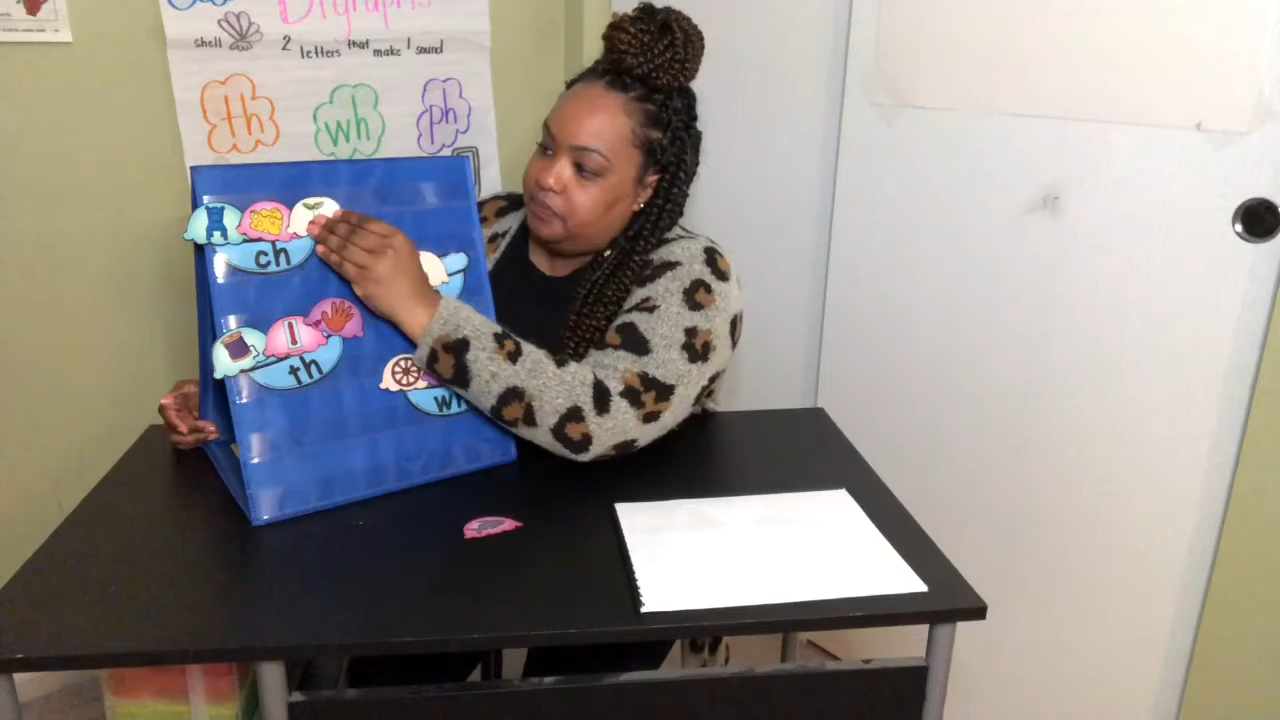 Digraphs
shell 2 letters that make 1 sound
th wh ph
ch
th
wh